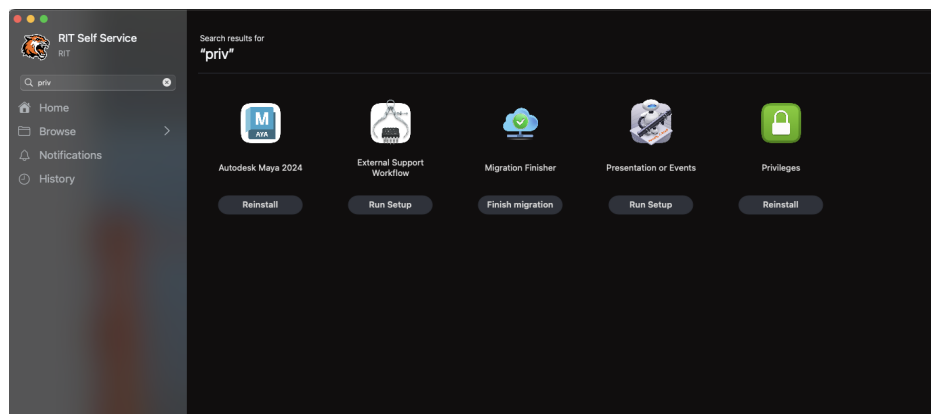 RIT Self Service
RIT
priv
Home
Browse
Notifications
History
Search results for
“priv”
M
AYA
Autodesk Maya 2024
Reinstall
External Support
Workflow
Run Setup
Migration Finisher
Finish migration
Presentation or Events
Run Setup
Privileges
Reinstall